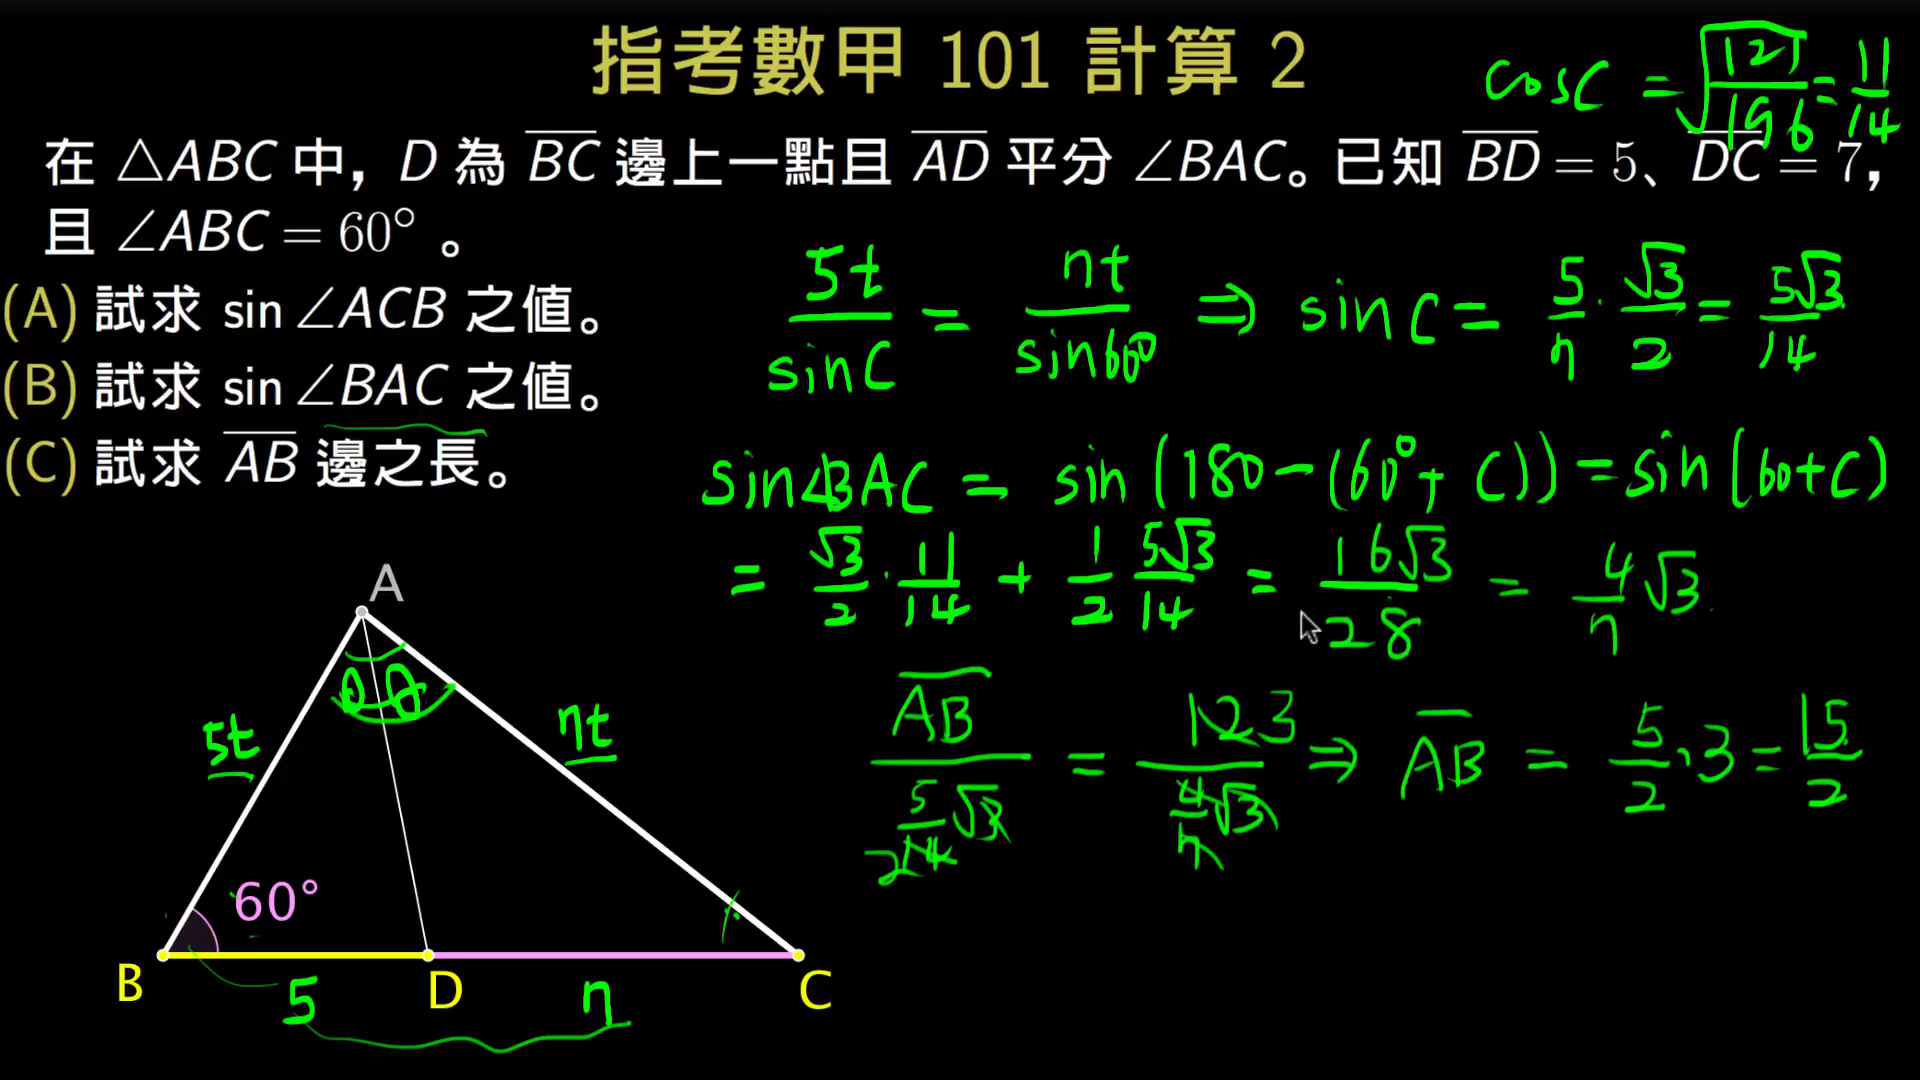 指考數甲 101 計算 2
cosC = √(121/196) = 11/14
在 △ABC 中，D 為 BC 邊上一點且 AD 平分 ∠BAC。已知 BD = 5、DC = 7，
且 ∠ABC = 60° 。
(A) 試求 sin ∠ACB 之值。
(B) 試求 sin ∠BAC 之值。
(C) 試求 AB 邊之長。
5t/sinC = 7t/sin60° ⇒ sinC = 5/7 · √3/2 = 5√3/14
sin∠BAC = sin(180-(60°+C)) = sin(60+C)
= √3/2 · 11/14 + 1/2 5√3/14 = 16√3/28 = 4/7 √3
AB / (5/14 √3) = 12 / (4/7 √3) 3 ⇒ AB = 5/2 · 3 = 15/2
2
A
θ θ
5t
7t
60°
B
D
C
5
7